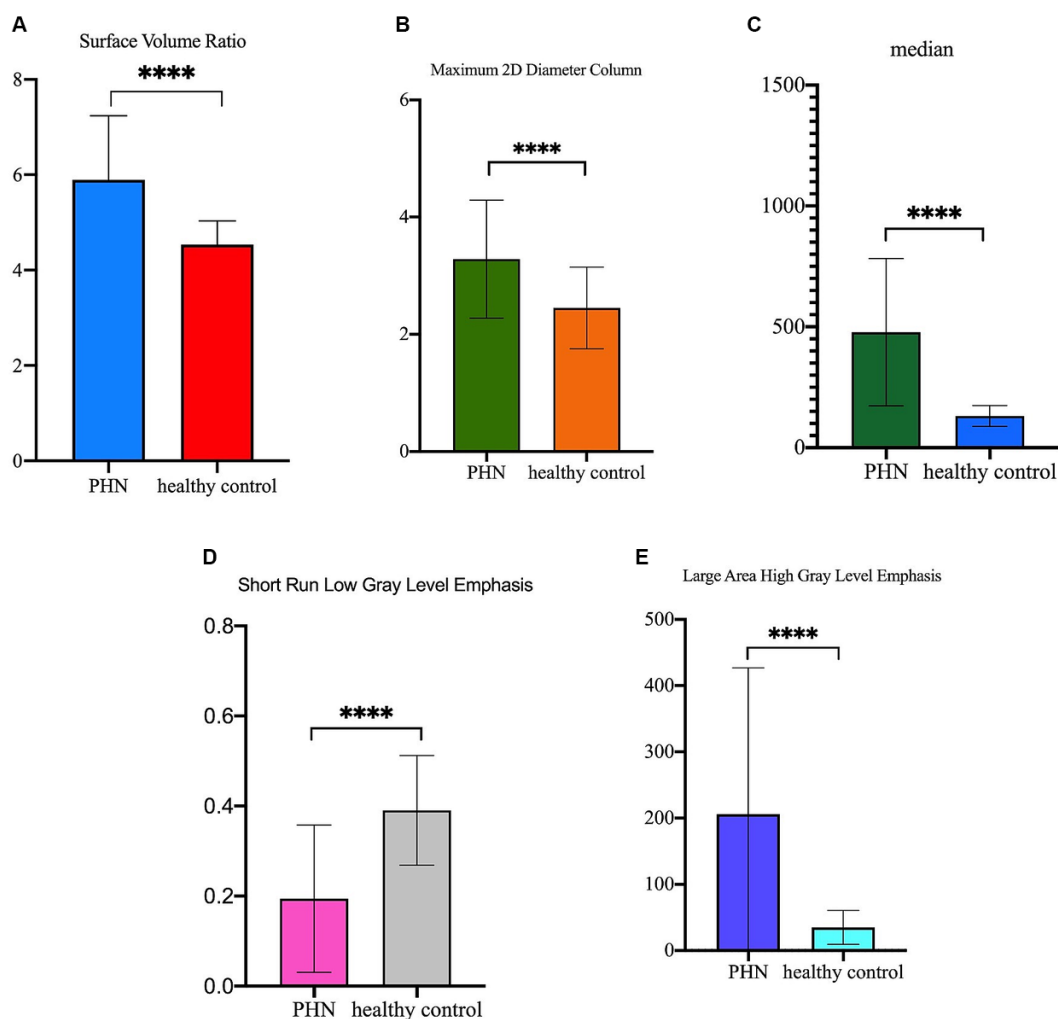 A
Surface Volume Ratio
8
6
4
2
0
****
PHN healthy control
B
Maximum 2D Diameter Column
6
4
2
0
****
PHN healthy control
C
median
1500
1000
500
0
****
PHN healthy control
D
Short Run Low Gray Level Emphasis
0.8
0.6
0.4
0.2
0.0
****
PHN healthy control
E
Large Area High Gray Level Emphasis
500
400
300
200
100
0
****
PHN healthy control